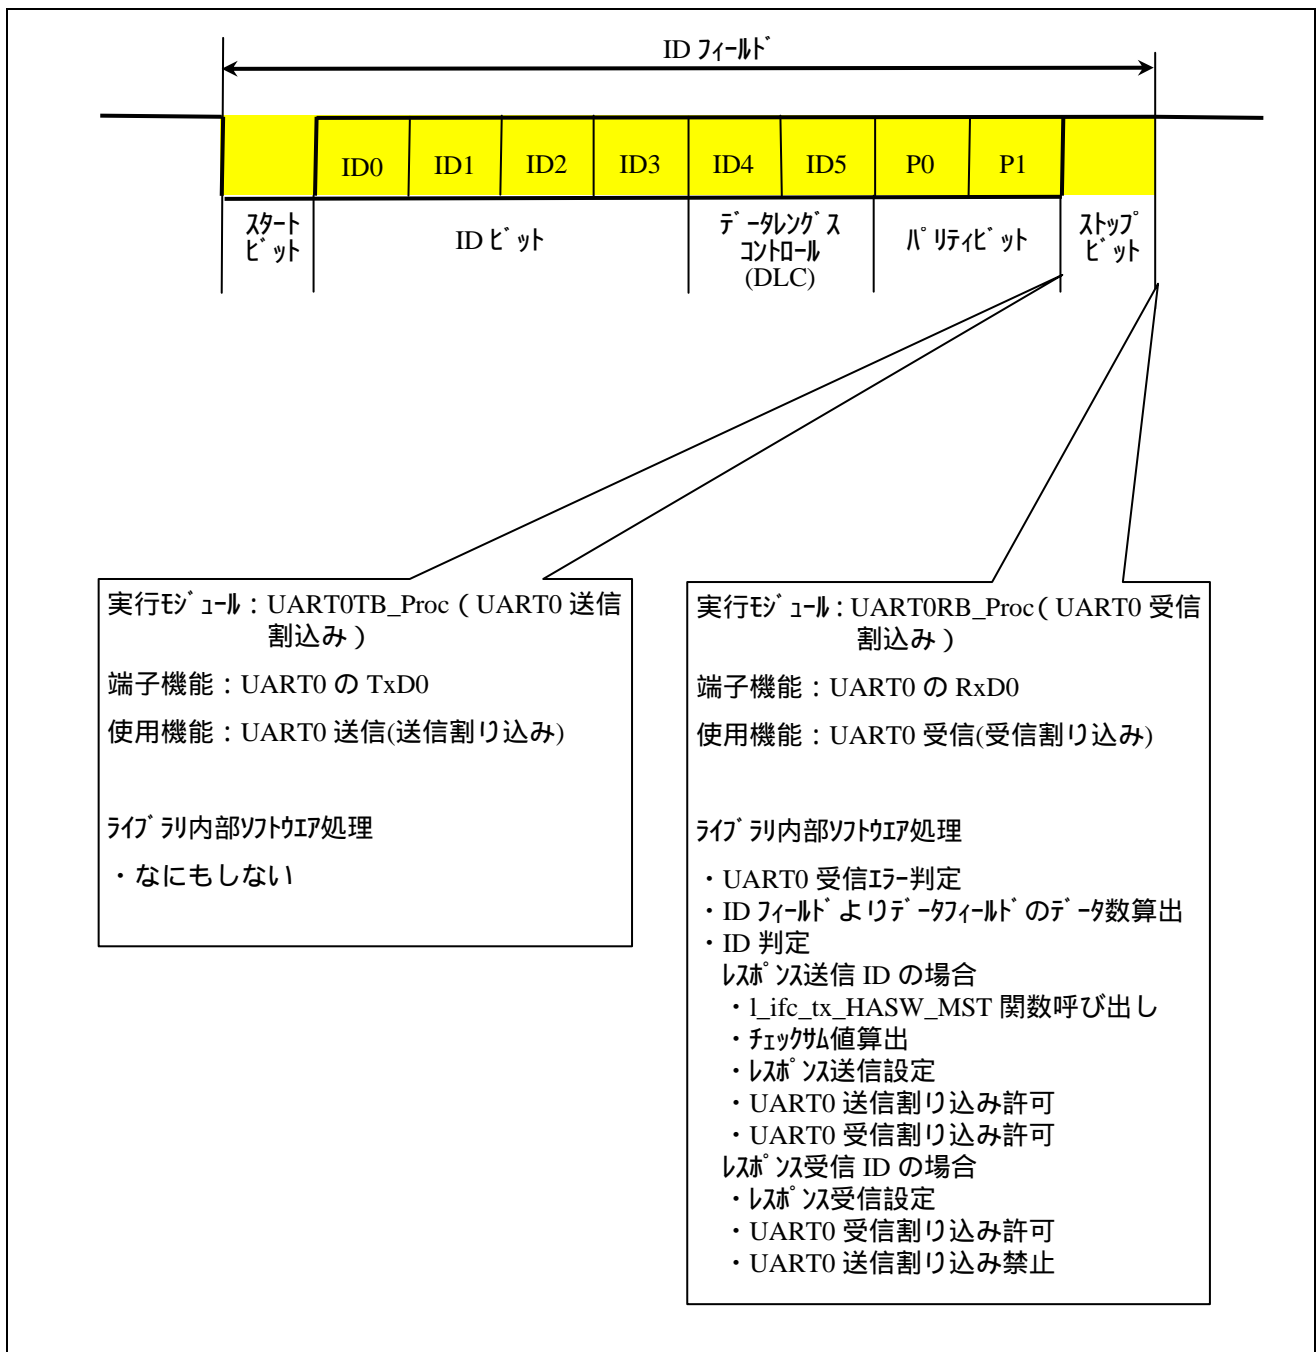 ID フィールド
ID0 ID1 ID2 ID3 ID4 ID5 P0 P1
スタート
ビット
ID ビット
データレングス
コントロール
(DLC)
パリティビット
ストップ
ビット
実行モジュール：UART0TB_Proc（UART0 送信
割込み）
端子機能：UART0 の TxD0
使用機能：UART0 送信(送信割り込み)
ライブラリ内部ソフトウエア処理
・なにもしない
実行モジュール：UART0RB_Proc（UART0 受信
割込み）
端子機能：UART0 の RxD0
使用機能：UART0 受信(受信割り込み)
ライブラリ内部ソフトウエア処理
・UART0 受信エラー判定
・ID フィールドよりデータフィールドのデータ数算出
・ID 判定
レスポンス送信 ID の場合
・l_ifc_tx_HASW_MST 関数呼び出し
・チェックサム値算出
・レスポンス送信設定
・UART0 送信割り込み許可
・UART0 受信割り込み許可
レスポンス受信 ID の場合
・レスポンス受信設定
・UART0 受信割り込み許可
・UART0 送信割り込み禁止